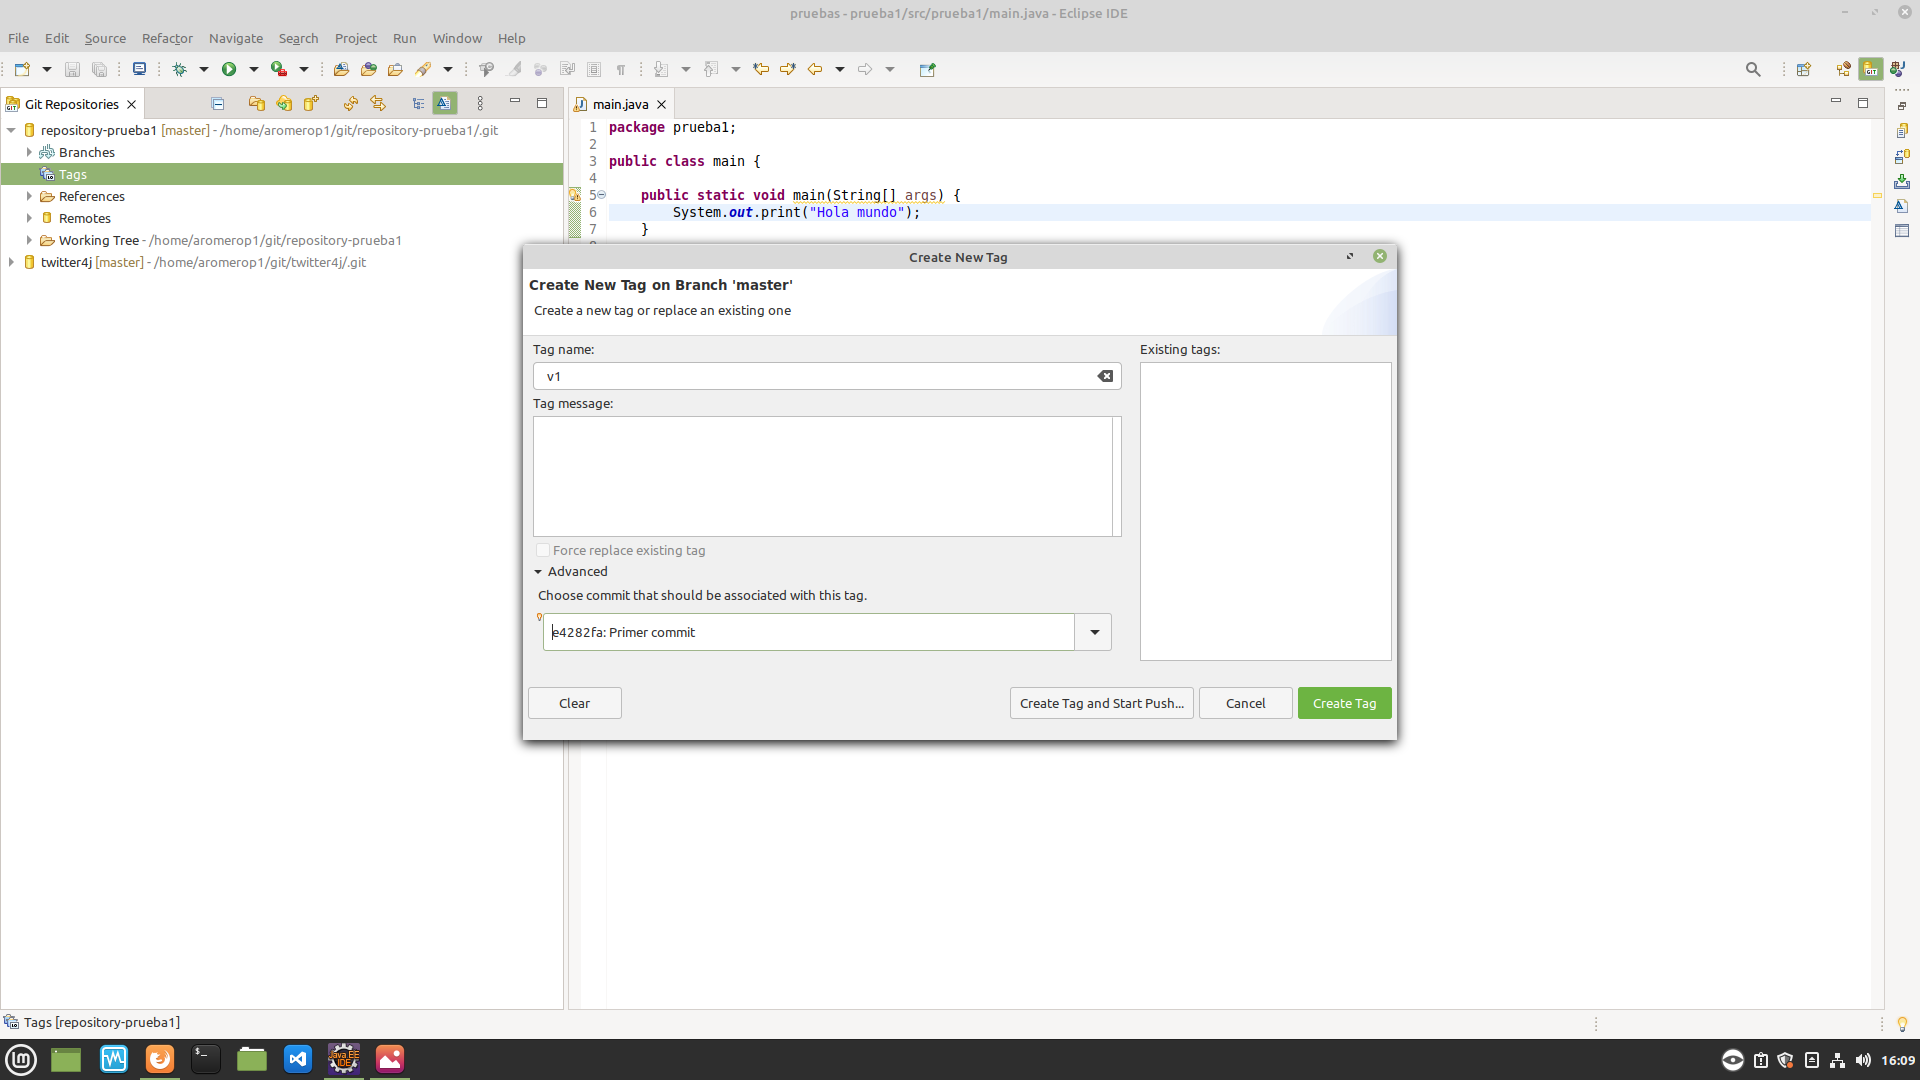 pruebas - prueba1/src/prueba1/main.java - Eclipse IDE
File Edit Source Refactor Navigate Search Project Run Window Help
Git Repositories
main.java
repository-prueba1 [master] - /home/aromerop1/git/repository-prueba1/.git
Branches
Tags
References
Remotes
Working Tree - /home/aromerop1/git/repository-prueba1
twitter4j [master] - /home/aromerop1/git/twitter4j/.git
1 package prueba1;
2
3 public class main {
4
5 public static void main(String[] args) {
6 System.out.print("Hola mundo");
7 }
Create New Tag
Create New Tag on Branch 'master'
Create a new tag or replace an existing one
Tag name:
v1
Tag message:
Force replace existing tag
Advanced
Choose commit that should be associated with this tag.
e4282fa: Primer commit
Existing tags:
Clear
Create Tag and Start Push...
Cancel
Create Tag
Tags [repository-prueba1]
Java EE
IDE
16:09